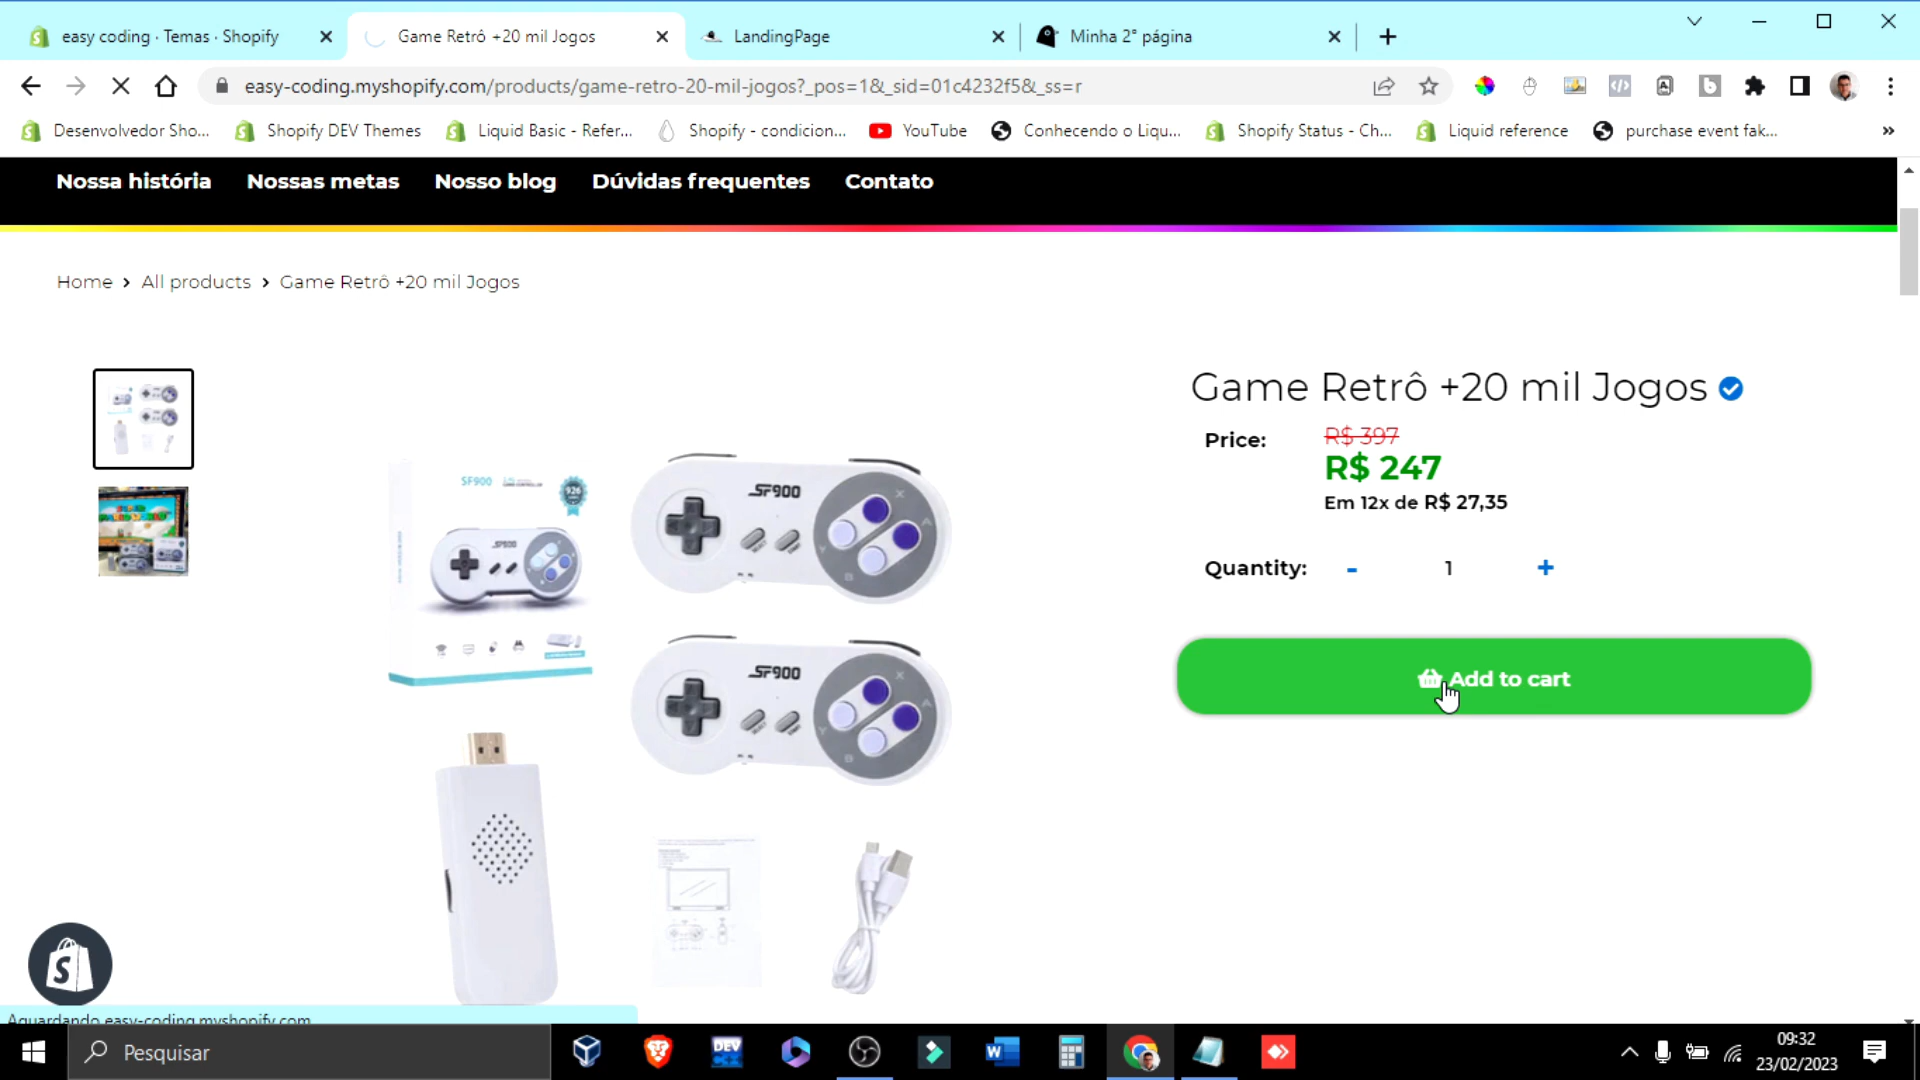 easy coding · Temas · Shopify
Game Retrô +20 mil Jogos
LandingPage
Minha 2° página
easy-coding.myshopify.com/products/game-retro-20-mil-jogos?_pos=1&_sid=01c4232f5&_ss=r
Desenvolvedor Sho...
Shopify DEV Themes
Liquid Basic - Refer...
Shopify - condicion...
YouTube
Conhecendo o Liqu...
Shopify Status - Ch...
Liquid reference
purchase event fak...
»
Nossa história
Nossas metas
Nosso blog
Dúvidas frequentes
Contato
Home > All products > Game Retrô +20 mil Jogos
Game Retrô +20 mil Jogos
Price:
R$ 397
R$ 247
Em 12x de R$ 27,35
Quantity:
-
1
+
Add to cart
SF900
926
SF900
SF900
SF900
X
A
Y
B
X
A
Y
B
Aguardando easy-coding.myshopify.com
Pesquisar
DEV
C++
09:32
23/02/2023